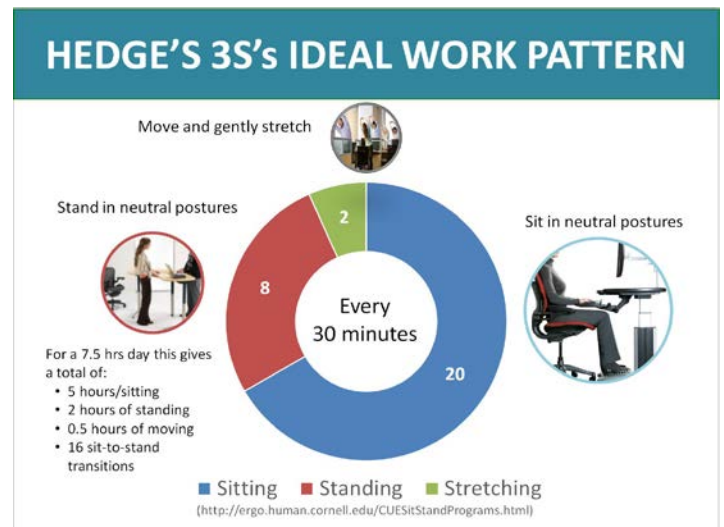 HEDGE'S 3S's IDEAL WORK PATTERN
Move and gently stretch
Stand in neutral postures
Sit in neutral postures
2
8
20
Every
30 minutes
For a 7.5 hrs day this gives
a total of:
• 5 hours/sitting
• 2 hours of standing
• 0.5 hours of moving
• 16 sit-to-stand
transitions
Sitting Standing Stretching
(http://ergo.human.cornell.edu/CUESitStandPrograms.html)